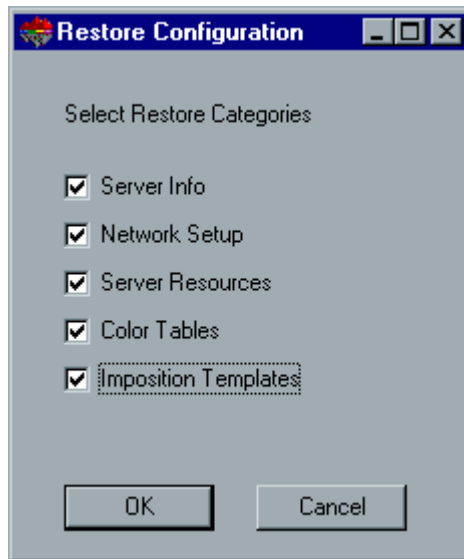 Restore Configuration
Select Restore Categories
Server Info
Network Setup
Server Resources
Color Tables
Imposition Templates
OK
Cancel